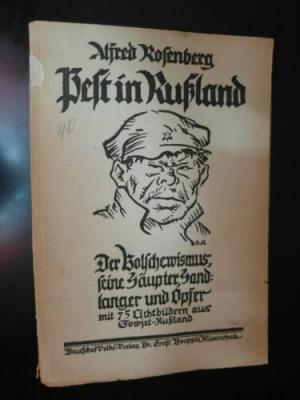 Alfred Rosenberg
Pest in Rußland
40
Der Bolschewismus,
seine Häupter, Hand-
langer und Opfer
mit 75 Lichtbildern aus
Sowjet-Rußland
Deutscher Volks-Verlag, Dr. Ernst Boepple, Muenchen